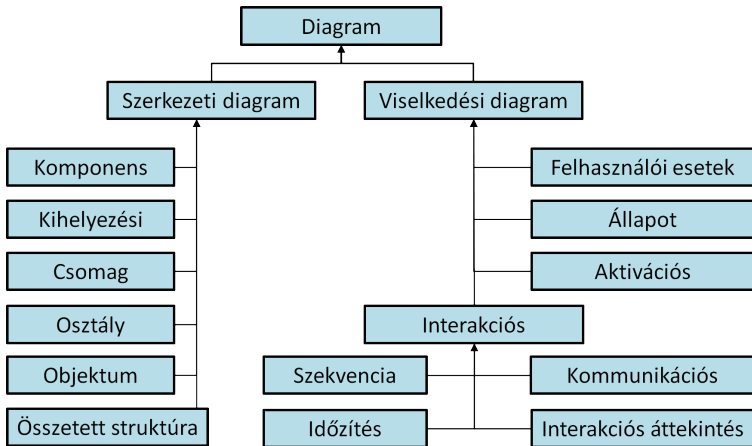 Diagram
Szerkezeti diagram
Viselkedési diagram
Komponens
Felhasználói esetek
Kihelyezési
Állapot
Csomag
Aktivációs
Osztály
Interakciós
Objektum
Szekvencia
Kommunikációs
Összetett struktúra
Időzítés
Interakciós áttekintés